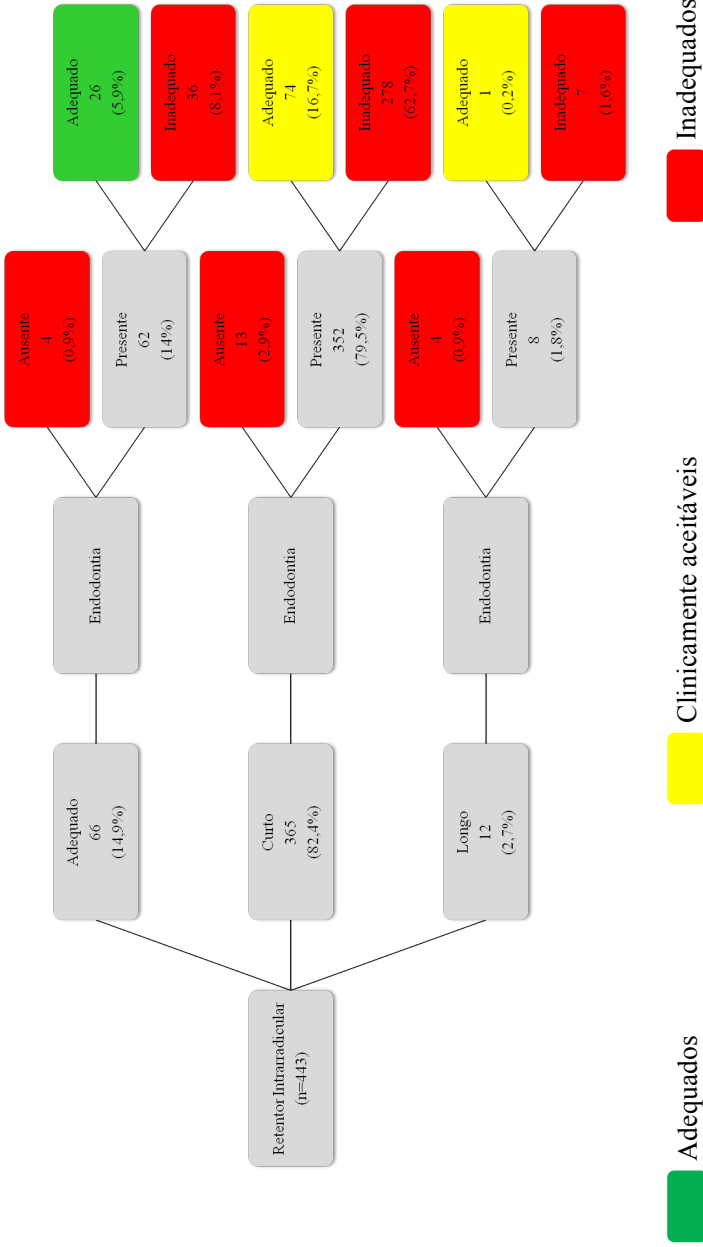 Retentor Intrarradicular
(n=443)
Adequado
66
(14,9%)
Endodontia
Ausente
4
(0,9%)
Presente
62
(14%)
Adequado
26
(5,9%)
Inadequado
36
(8,1%)
Curto
365
(82,4%)
Endodontia
Ausente
13
(2,9%)
Presente
352
(79,5%)
Adequado
74
(16,7%)
Inadequado
278
(62,7%)
Longo
12
(2,7%)
Endodontia
Ausente
4
(0,9%)
Presente
8
(1,8%)
Adequado
1
(0,2%)
Inadequado
7
(1,6%)
Adequados
Clinicamente aceitáveis
Inadequados